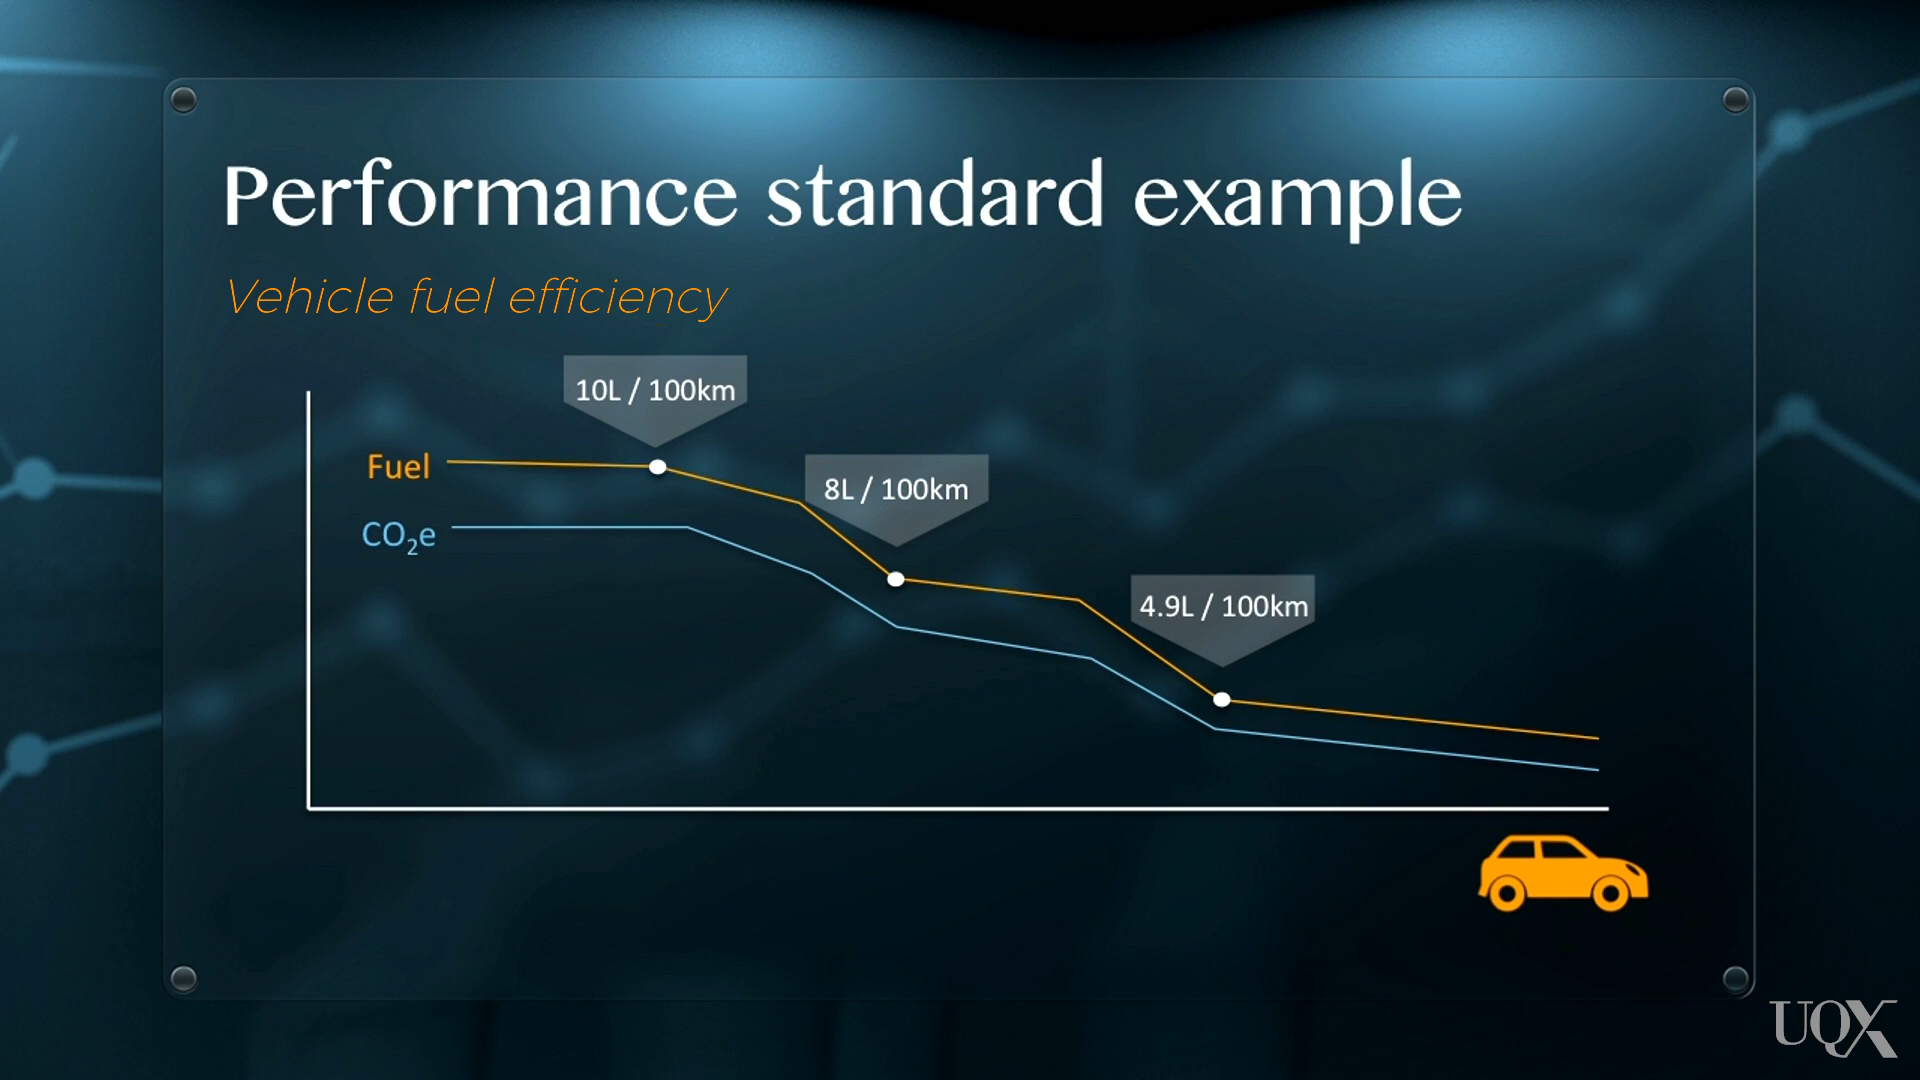 Performance standard example
Vehicle fuel efficiency
10L / 100km
Fuel
8L / 100km
CO₂e
4.9L / 100km
UQX